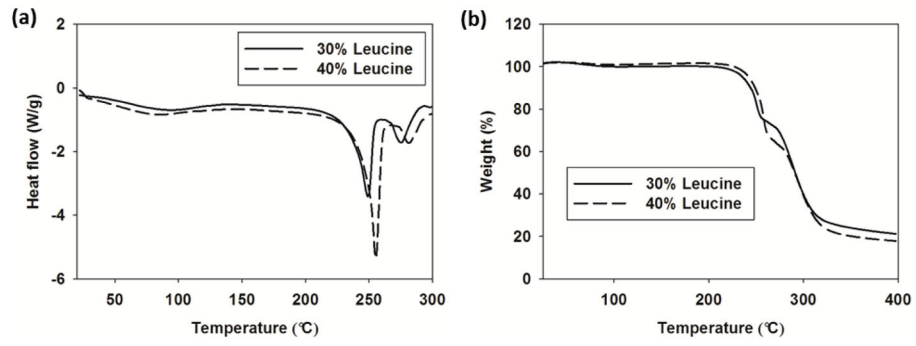 (a)
2
0
-2
-4
-6
Heat flow (W/g)
30% Leucine
40% Leucine
50 100 150 200 250 300
Temperature (°C)
(b)
120
100
80
60
40
20
0
Weight (%)
30% Leucine
40% Leucine
100 200 300 400
Temperature (°C)